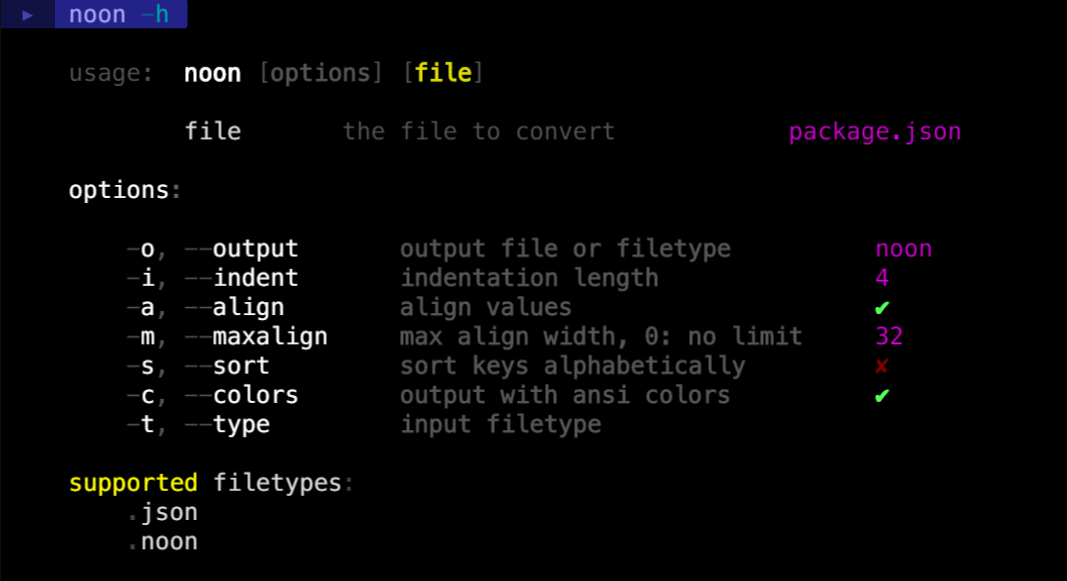 ▸ noon -h
usage: noon [options] [file]
file the file to convert package.json
options:
-o, --output output file or filetype noon
-i, --indent indentation length 4
-a, --align align values ✔
-m, --maxalign max align width, 0: no limit 32
-s, --sort sort keys alphabetically ✘
-c, --colors output with ansi colors ✔
-t, --type input filetype
supported filetypes:
.json
.noon